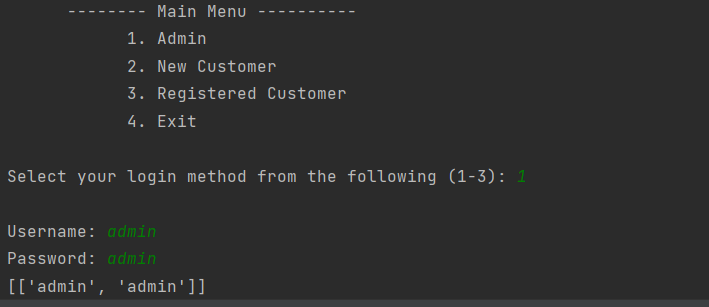 -------- Main Menu ----------
1. Admin
2. New Customer
3. Registered Customer
4. Exit
Select your login method from the following (1-3): 1
Username: admin
Password: admin
[['admin', 'admin']]